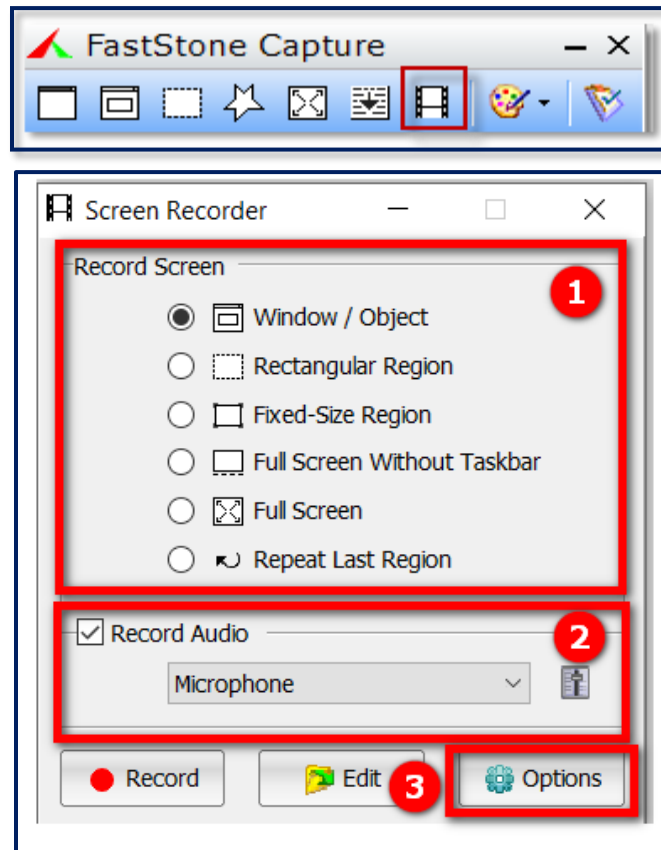 FastStone Capture
Screen Recorder
Record Screen
1
Window / Object
Rectangular Region
Fixed-Size Region
Full Screen Without Taskbar
Full Screen
Repeat Last Region
Record Audio
2
Microphone
Record
Edit
3
Options